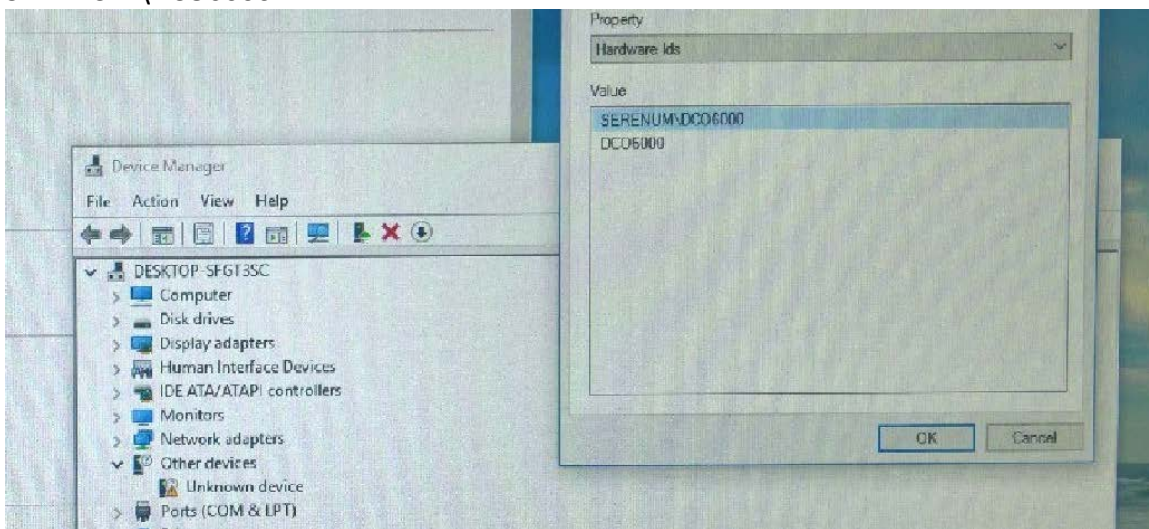 Property
Hardware Ids
Value
SERENUM\DCO6000
DCO6000
Device Manager
File Action View Help
DESKTOP-SFGT3SC
Computer
Disk drives
Display adapters
Human Interface Devices
IDE ATA/ATAPI controllers
Monitors
Network adapters
Other devices
Unknown device
Ports (COM & LPT)
OK Cancel